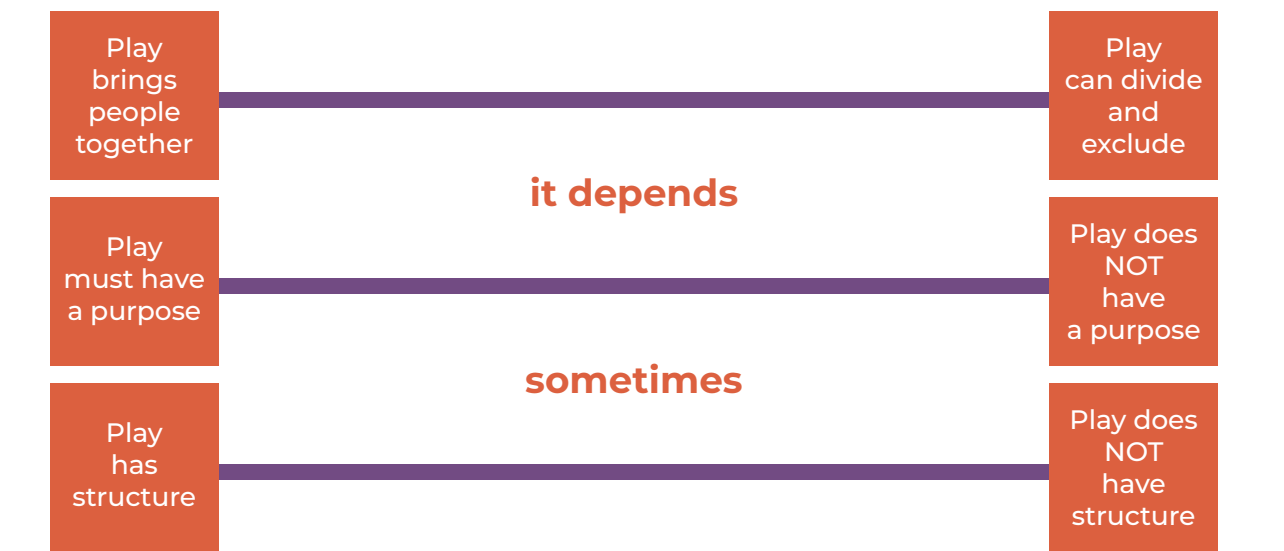 Play
brings
people
together
Play
can divide
and
exclude
it depends
Play
must have
a purpose
Play does
NOT
have
a purpose
sometimes
Play
has
structure
Play does
NOT
have
structure